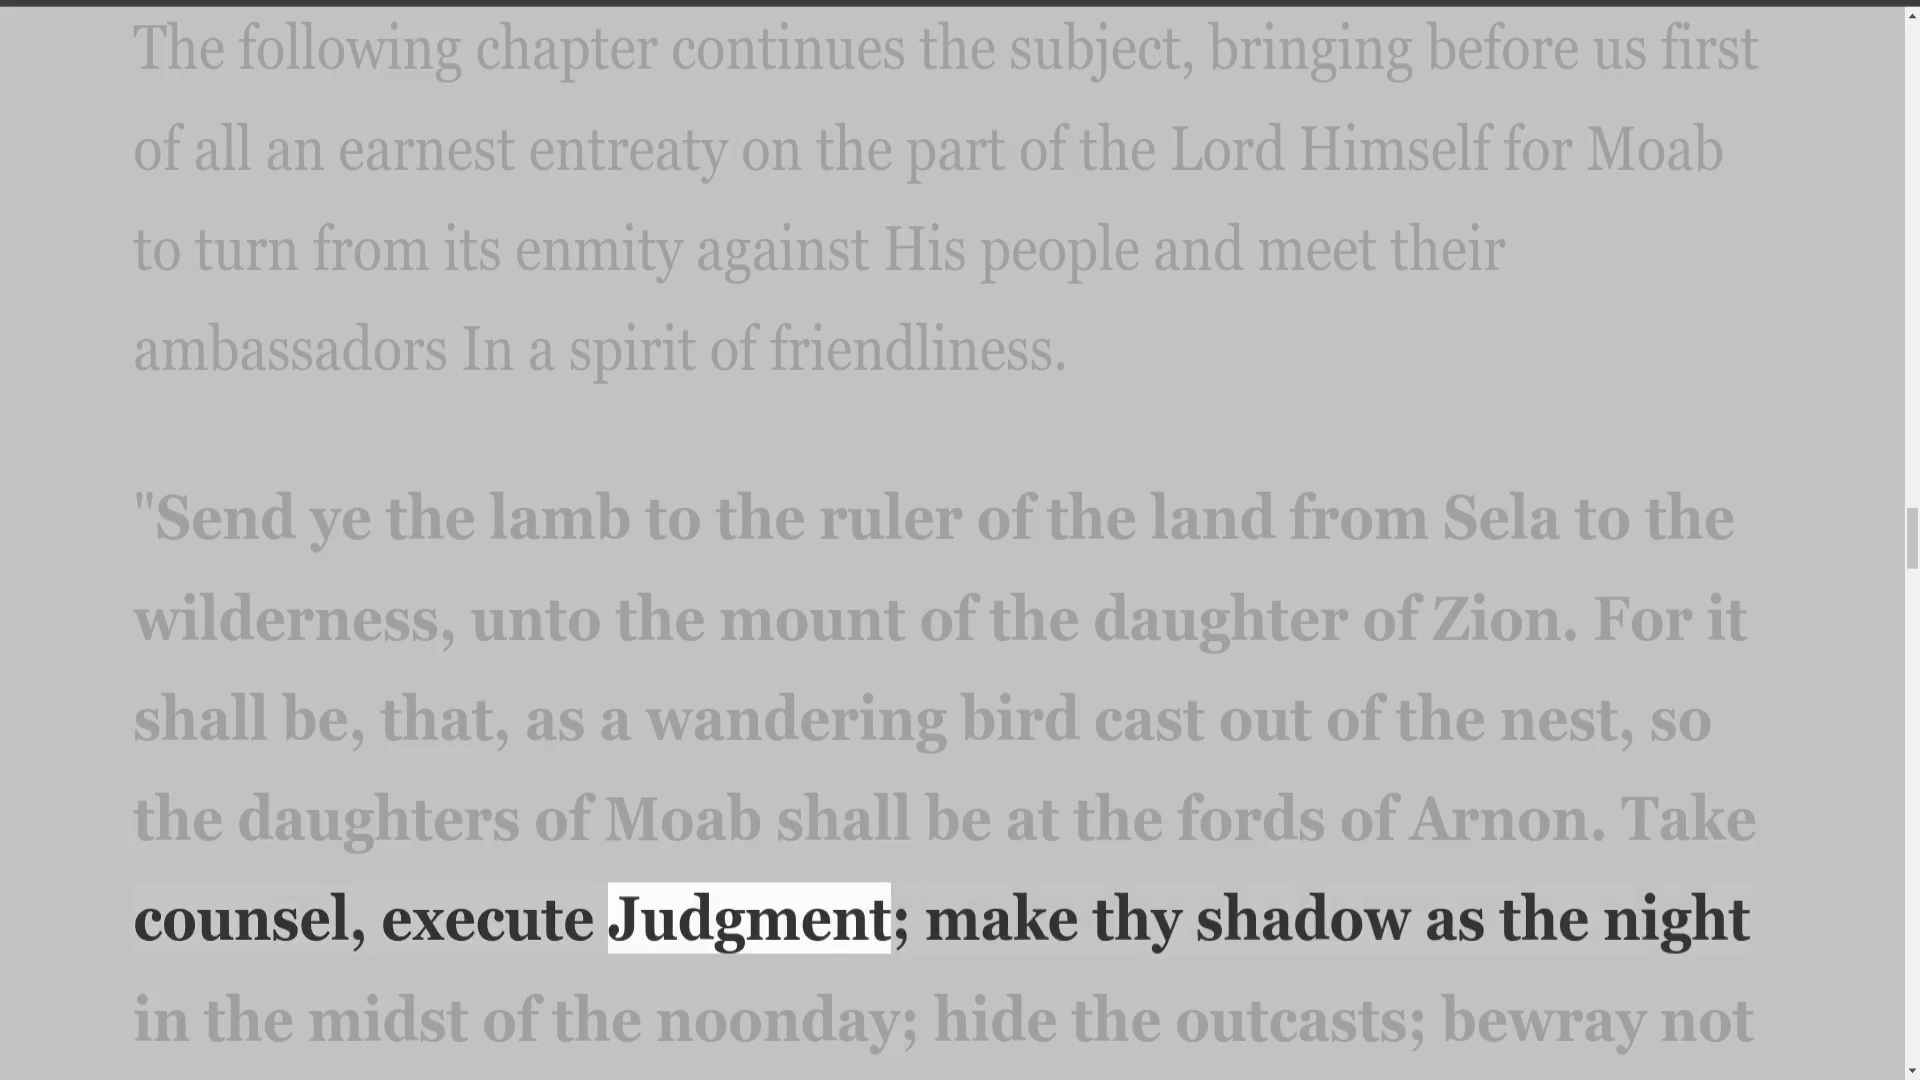 The following chapter continues the subject, bringing before us first
of all an earnest entreaty on the part of the Lord Himself for Moab
to turn from its enmity against His people and meet their
ambassadors In a spirit of friendliness.
"Send ye the lamb to the ruler of the land from Sela to the
wilderness, unto the mount of the daughter of Zion. For it
shall be, that, as a wandering bird cast out of the nest, so
the daughters of Moab shall be at the fords of Arnon. Take
counsel, execute Judgment; make thy shadow as the night
in the midst of the noonday; hide the outcasts; bewray not